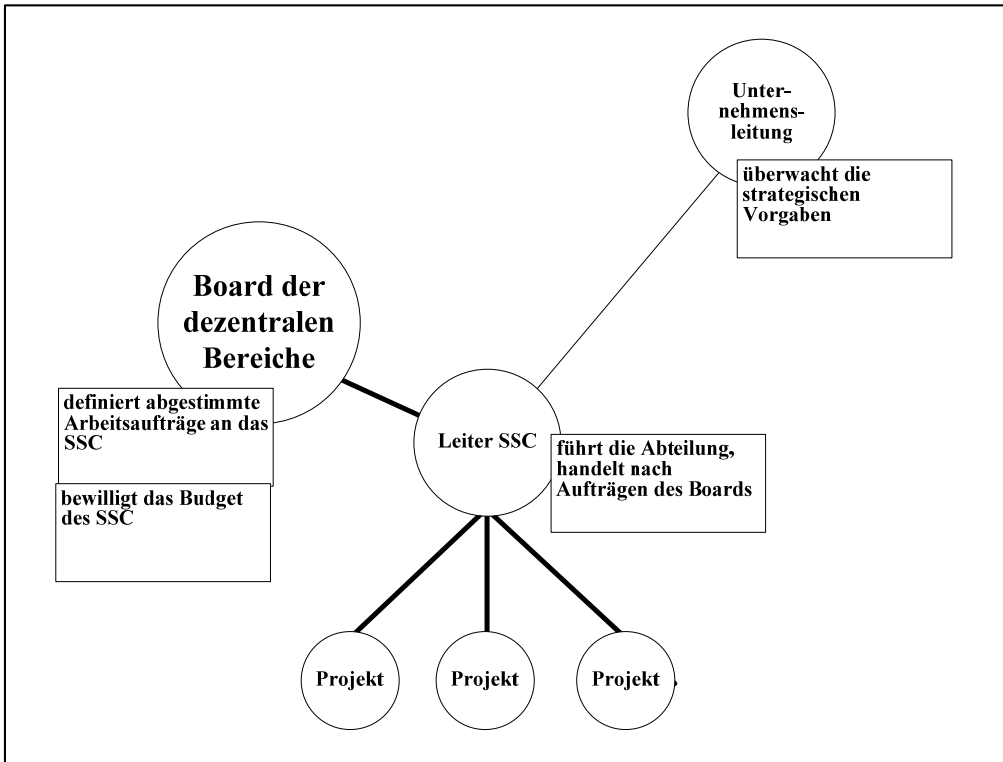 Unter-
nehmens-
leitung
überwacht die
strategischen
Vorgaben
Board der
dezentralen
Bereiche
definiert abgestimmte
Arbeitsaufträge an das
SSC
bewilligt das Budget
des SSC
Leiter SSC
führt die Abteilung,
handelt nach
Aufträgen des Boards
Projekt
Projekt
Projekt